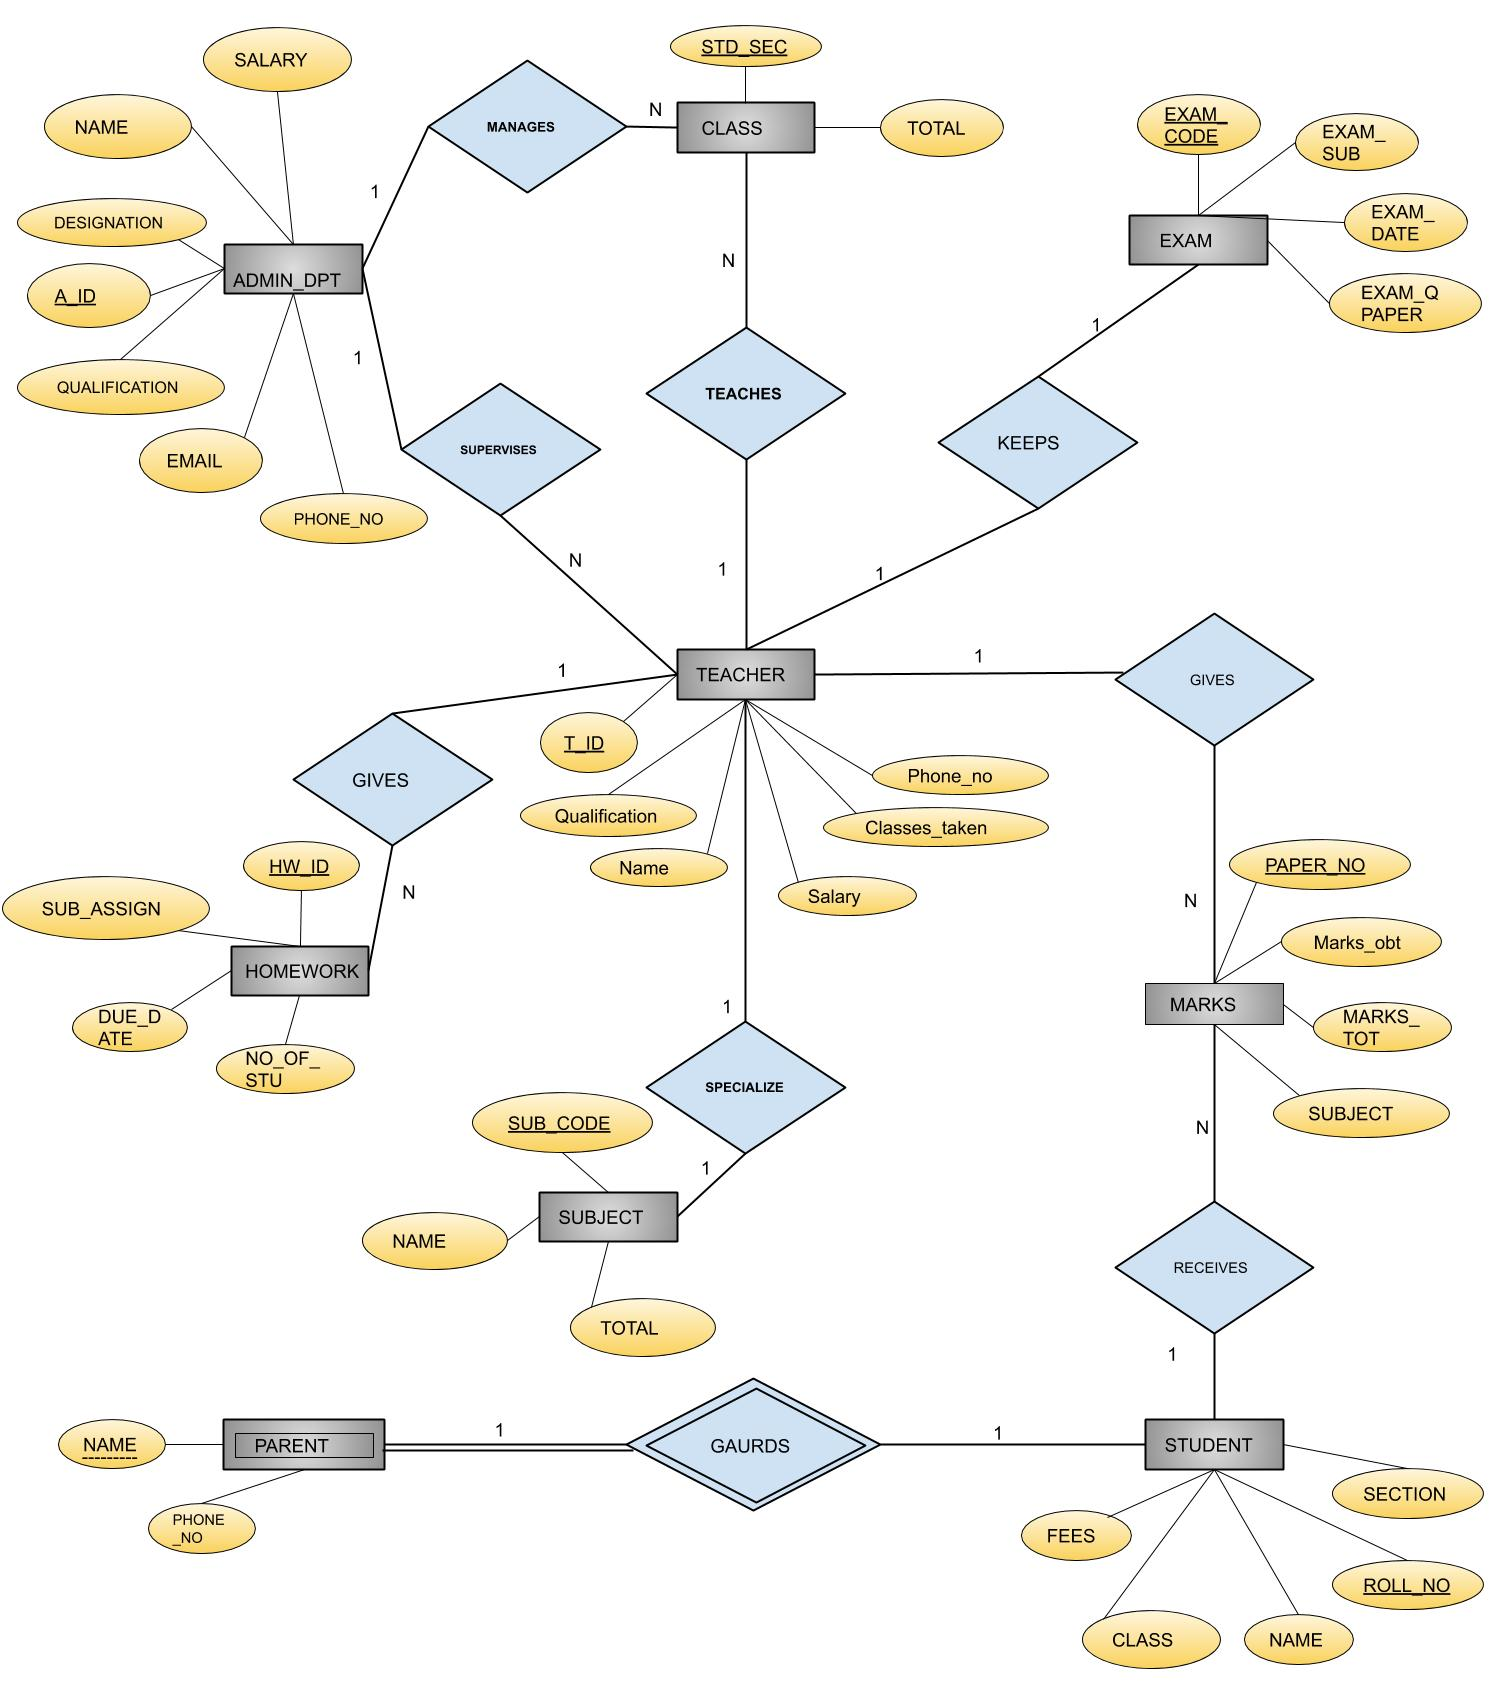 SALARY
STD_SEC
NAME
MANAGES
N
CLASS
TOTAL
EXAM_
CODE
EXAM_
SUB
1
DESIGNATION
EXAM_
DATE
EXAM
N
ADMIN_DPT
A_ID
EXAM_Q
PAPER
1
1
QUALIFICATION
TEACHES
KEEPS
SUPERVISES
EMAIL
PHONE_NO
N
1
1
1
1
TEACHER
GIVES
T_ID
GIVES
Phone_no
Qualification
Classes_taken
HW_ID
Name
PAPER_NO
N
Salary
N
SUB_ASSIGN
Marks_obt
HOMEWORK
1
MARKS
DUE_D
ATE
MARKS_
TOT
NO_OF_
STU
SPECIALIZE
SUB_CODE
SUBJECT
N
1
SUBJECT
NAME
RECEIVES
TOTAL
1
NAME
PARENT
1
GAURDS
1
STUDENT
SECTION
PHONE
_NO
FEES
ROLL_NO
CLASS
NAME